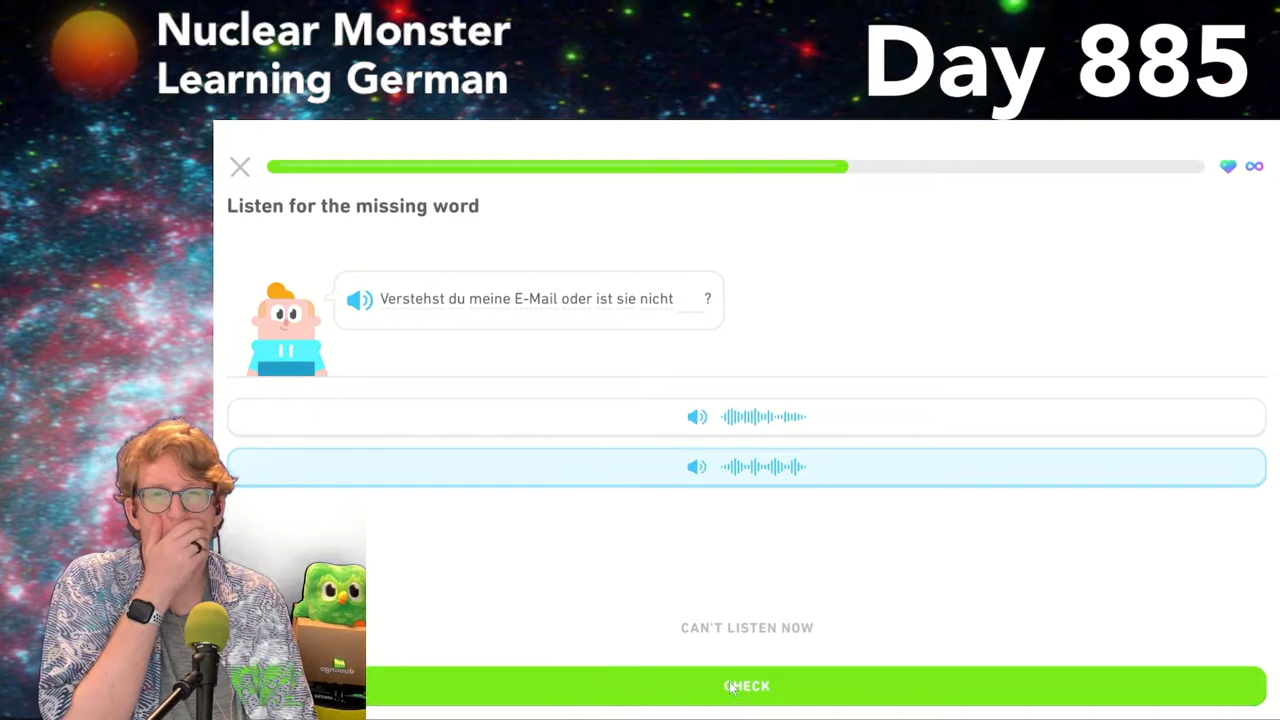 Nuclear Monster
Learning German
Day 885
Listen for the missing word
Verstehst du meine E-Mail oder ist sie nicht ____?
CAN'T LISTEN NOW
CHECK